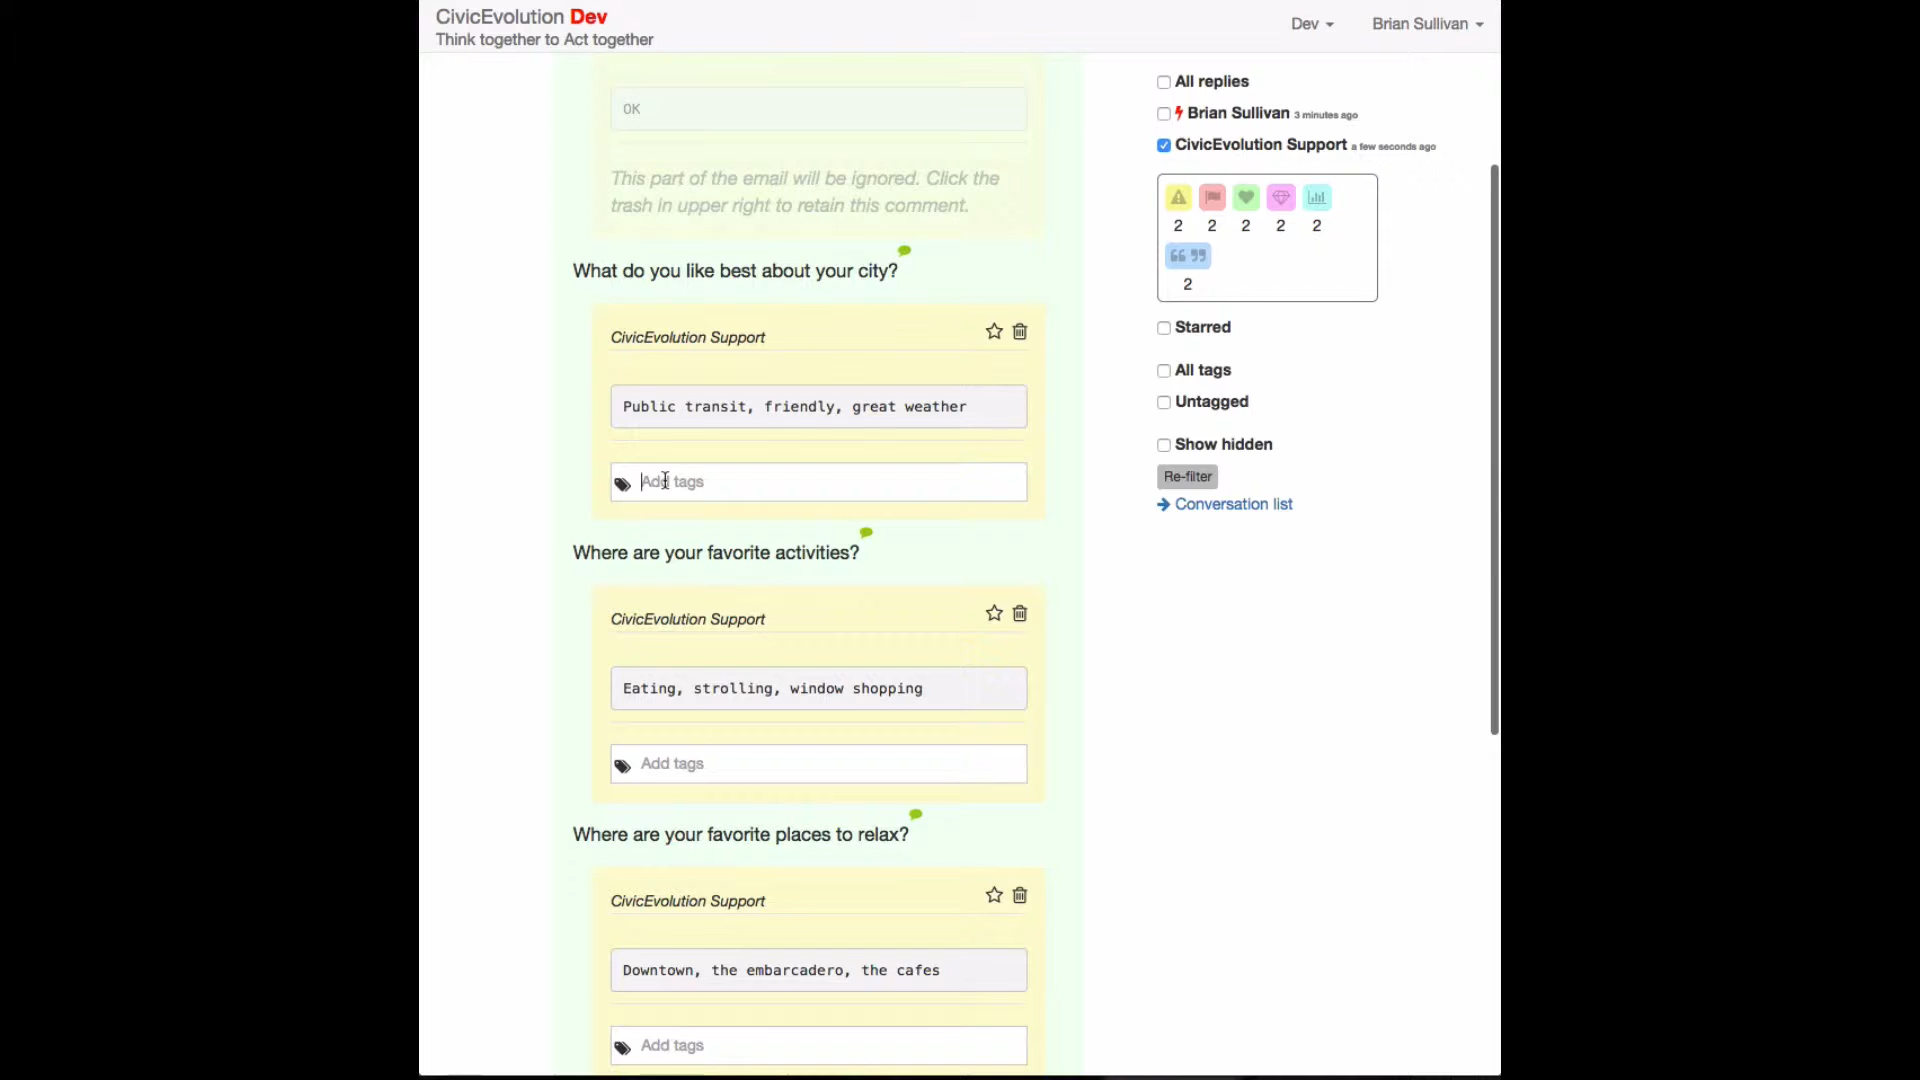 CivicEvolution Dev
Think together to Act together
Dev
Brian Sullivan
OK
This part of the email will be ignored. Click the
trash in upper right to retain this comment.
What do you like best about your city?
CivicEvolution Support
Public transit, friendly, great weather
Add tags
Where are your favorite activities?
CivicEvolution Support
Eating, strolling, window shopping
Add tags
Where are your favorite places to relax?
CivicEvolution Support
Downtown, the embarcadero, the cafes
Add tags
All replies
Brian Sullivan 3 minutes ago
CivicEvolution Support a few seconds ago
2 2 2 2 2
2
Starred
All tags
Untagged
Show hidden
Re-filter
Conversation list